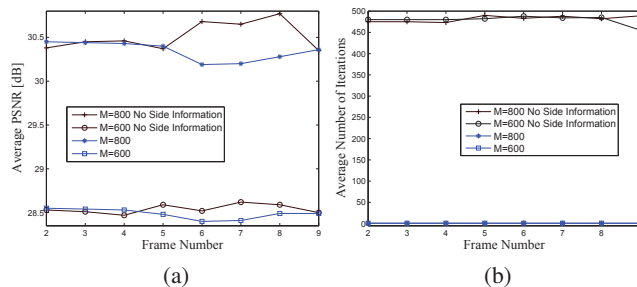 30.5
30
29.5
29
28.5
Average PSNR [dB]
M=800 No Side Information
M=600 No Side Information
M=800
M=600
2 3 4 5 6 7 8 9
Frame Number
(a)
500
450
400
350
300
250
200
150
100
50
0
Average Number of Iterations
M=800 No Side Information
M=600 No Side Information
M=800
M=600
2 3 4 5 6 7 8
Frame Number
(b)